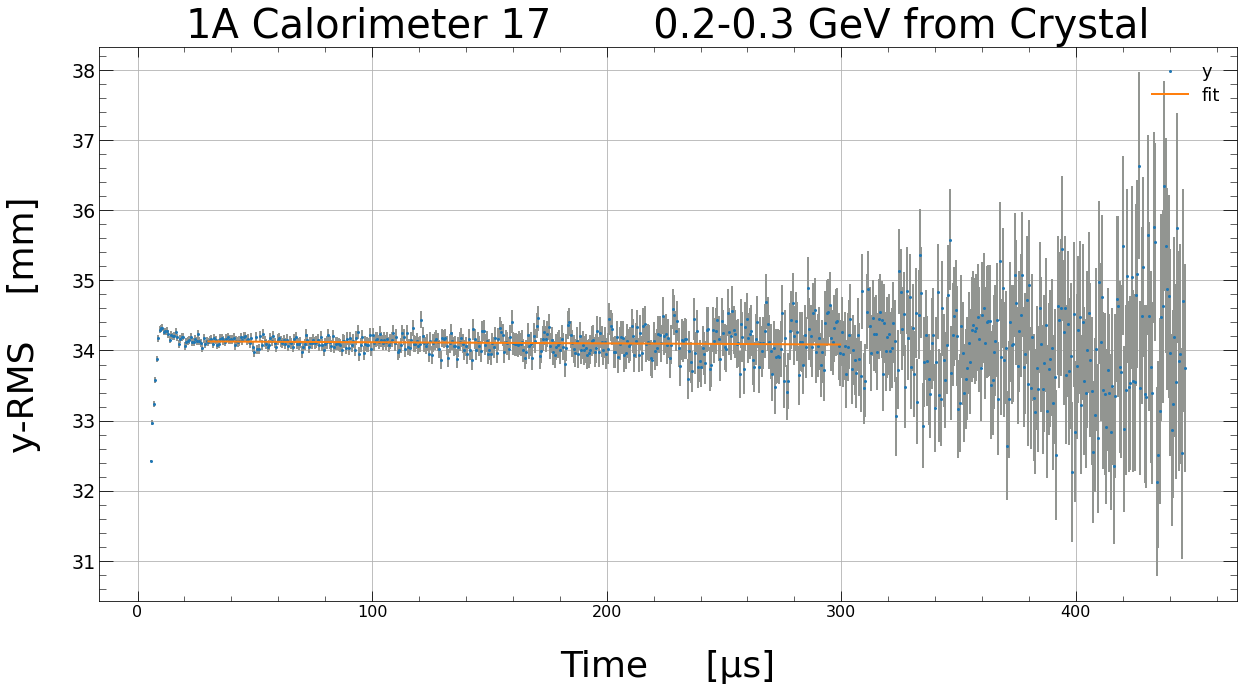 1A Calorimeter 17 0.2-0.3 GeV from Crystal
y
fit
38
37
36
35
34
33
32
31
y-RMS [mm]
0 100 200 300 400
Time [μs]